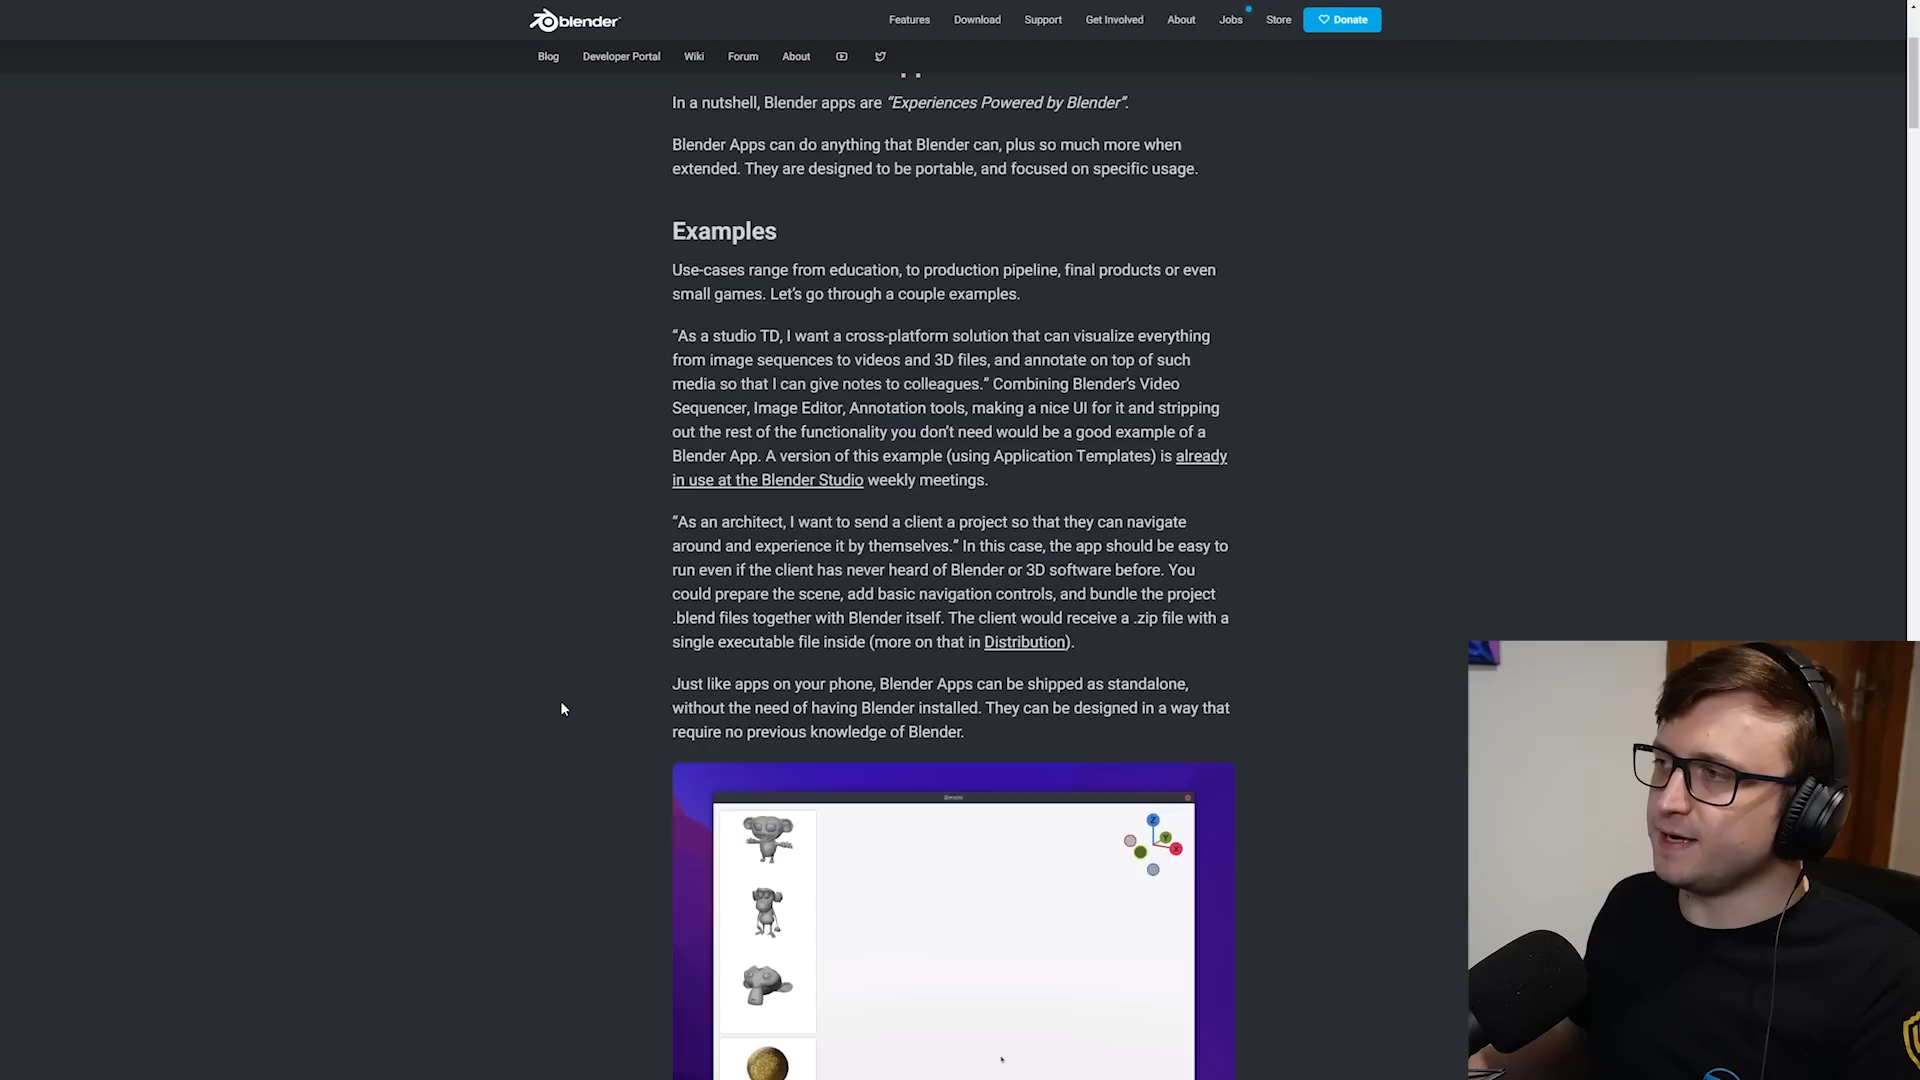 blender
Features Download Support Get Involved About Jobs Store Donate
Blog Developer Portal Wiki Forum About
In a nutshell, Blender apps are “Experiences Powered by Blender”.
Blender Apps can do anything that Blender can, plus so much more when
extended. They are designed to be portable, and focused on specific usage.
Examples
Use-cases range from education, to production pipeline, final products or even
small games. Let’s go through a couple examples.
“As a studio TD, I want a cross-platform solution that can visualize everything
from image sequences to videos and 3D files, and annotate on top of such
media so that I can give notes to colleagues.” Combining Blender’s Video
Sequencer, Image Editor, Annotation tools, making a nice UI for it and stripping
out the rest of the functionality you don’t need would be a good example of a
Blender App. A version of this example (using Application Templates) is already
in use at the Blender Studio weekly meetings.
“As an architect, I want to send a client a project so that they can navigate
around and experience it by themselves.” In this case, the app should be easy to
run even if the client has never heard of Blender or 3D software before. You
could prepare the scene, add basic navigation controls, and bundle the project
.blend files together with Blender itself. The client would receive a .zip file with a
single executable file inside (more on that in Distribution).
Just like apps on your phone, Blender Apps can be shipped as standalone,
without the need of having Blender installed. They can be designed in a way that
require no previous knowledge of Blender.
Blender
Z
Y
X